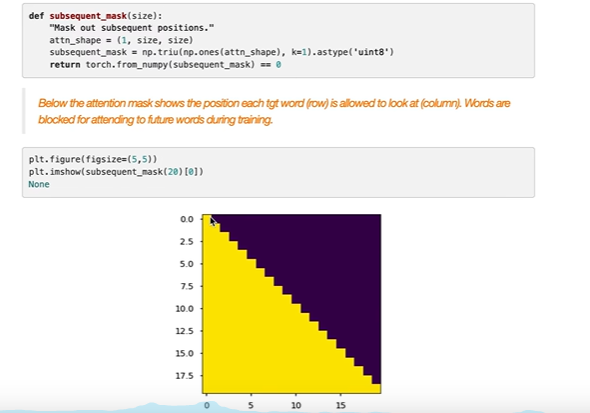 def subsequent_mask(size):
"Mask out subsequent positions."
attn_shape = (1, size, size)
subsequent_mask = np.triu(np.ones(attn_shape), k=1).astype('uint8')
return torch.from_numpy(subsequent_mask) == 0
Below the attention mask shows the position each tgt word (row) is allowed to look at (column). Words are
blocked for attending to future words during training.
plt.figure(figsize=(5,5))
plt.imshow(subsequent_mask(20)[0])
None
0.0
2.5
5.0
7.5
10.0
12.5
15.0
17.5
0 5 10 15